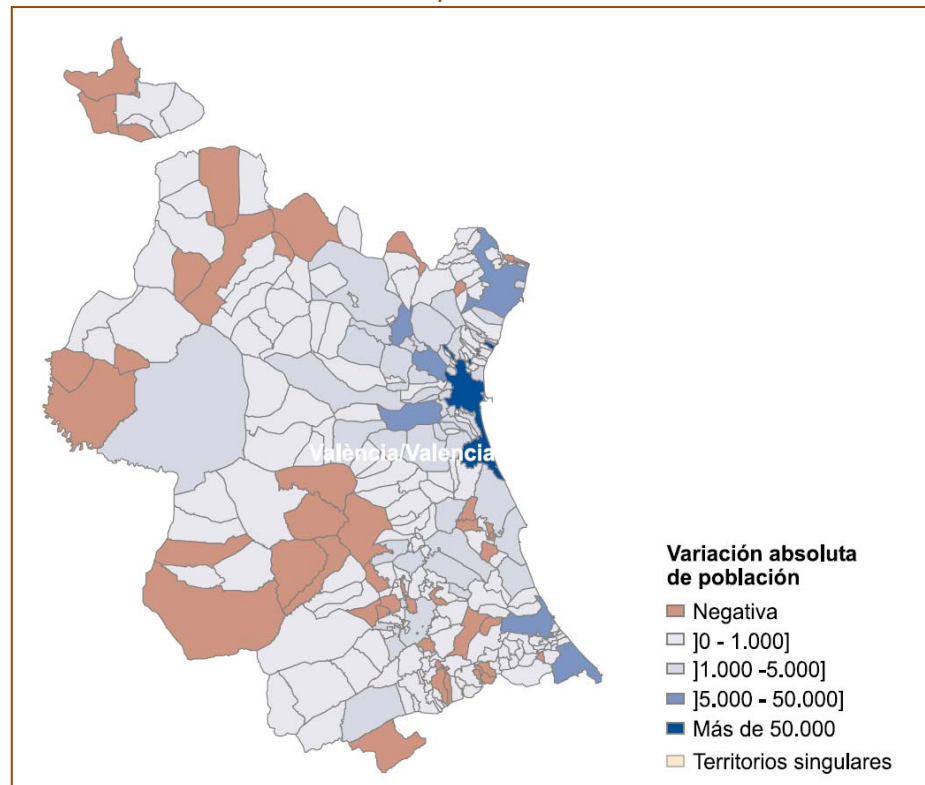 València/Valencia
Variación absoluta
de población
Negativa
]0 - 1.000]
]1.000 -5.000]
]5.000 - 50.000]
Más de 50.000
Territorios singulares